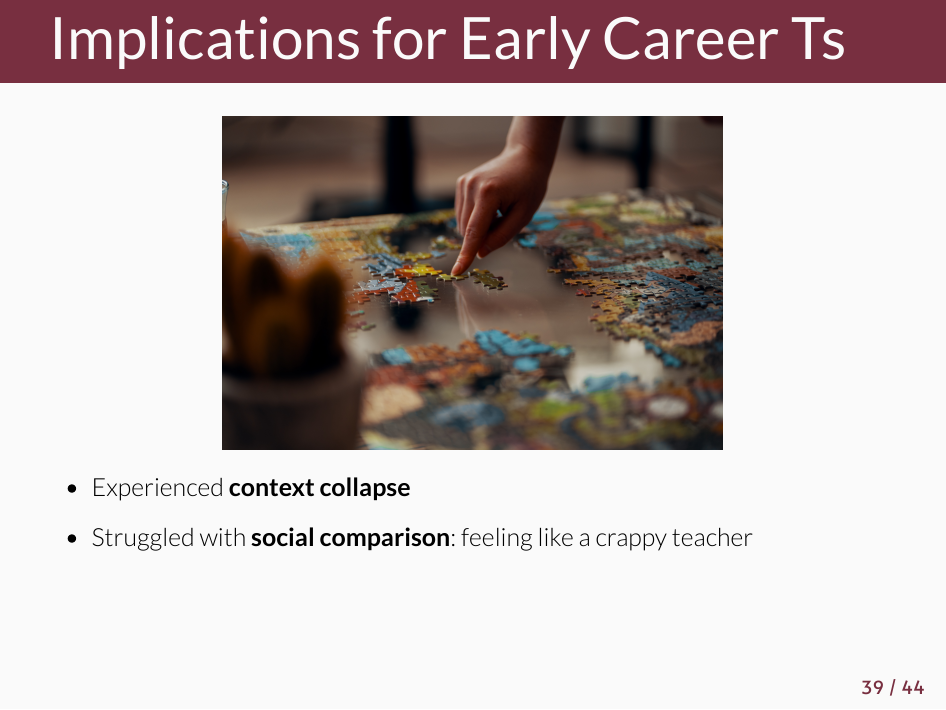 Implications for Early Career Ts
• Experienced context collapse
• Struggled with social comparison: feeling like a crappy teacher
39 / 44